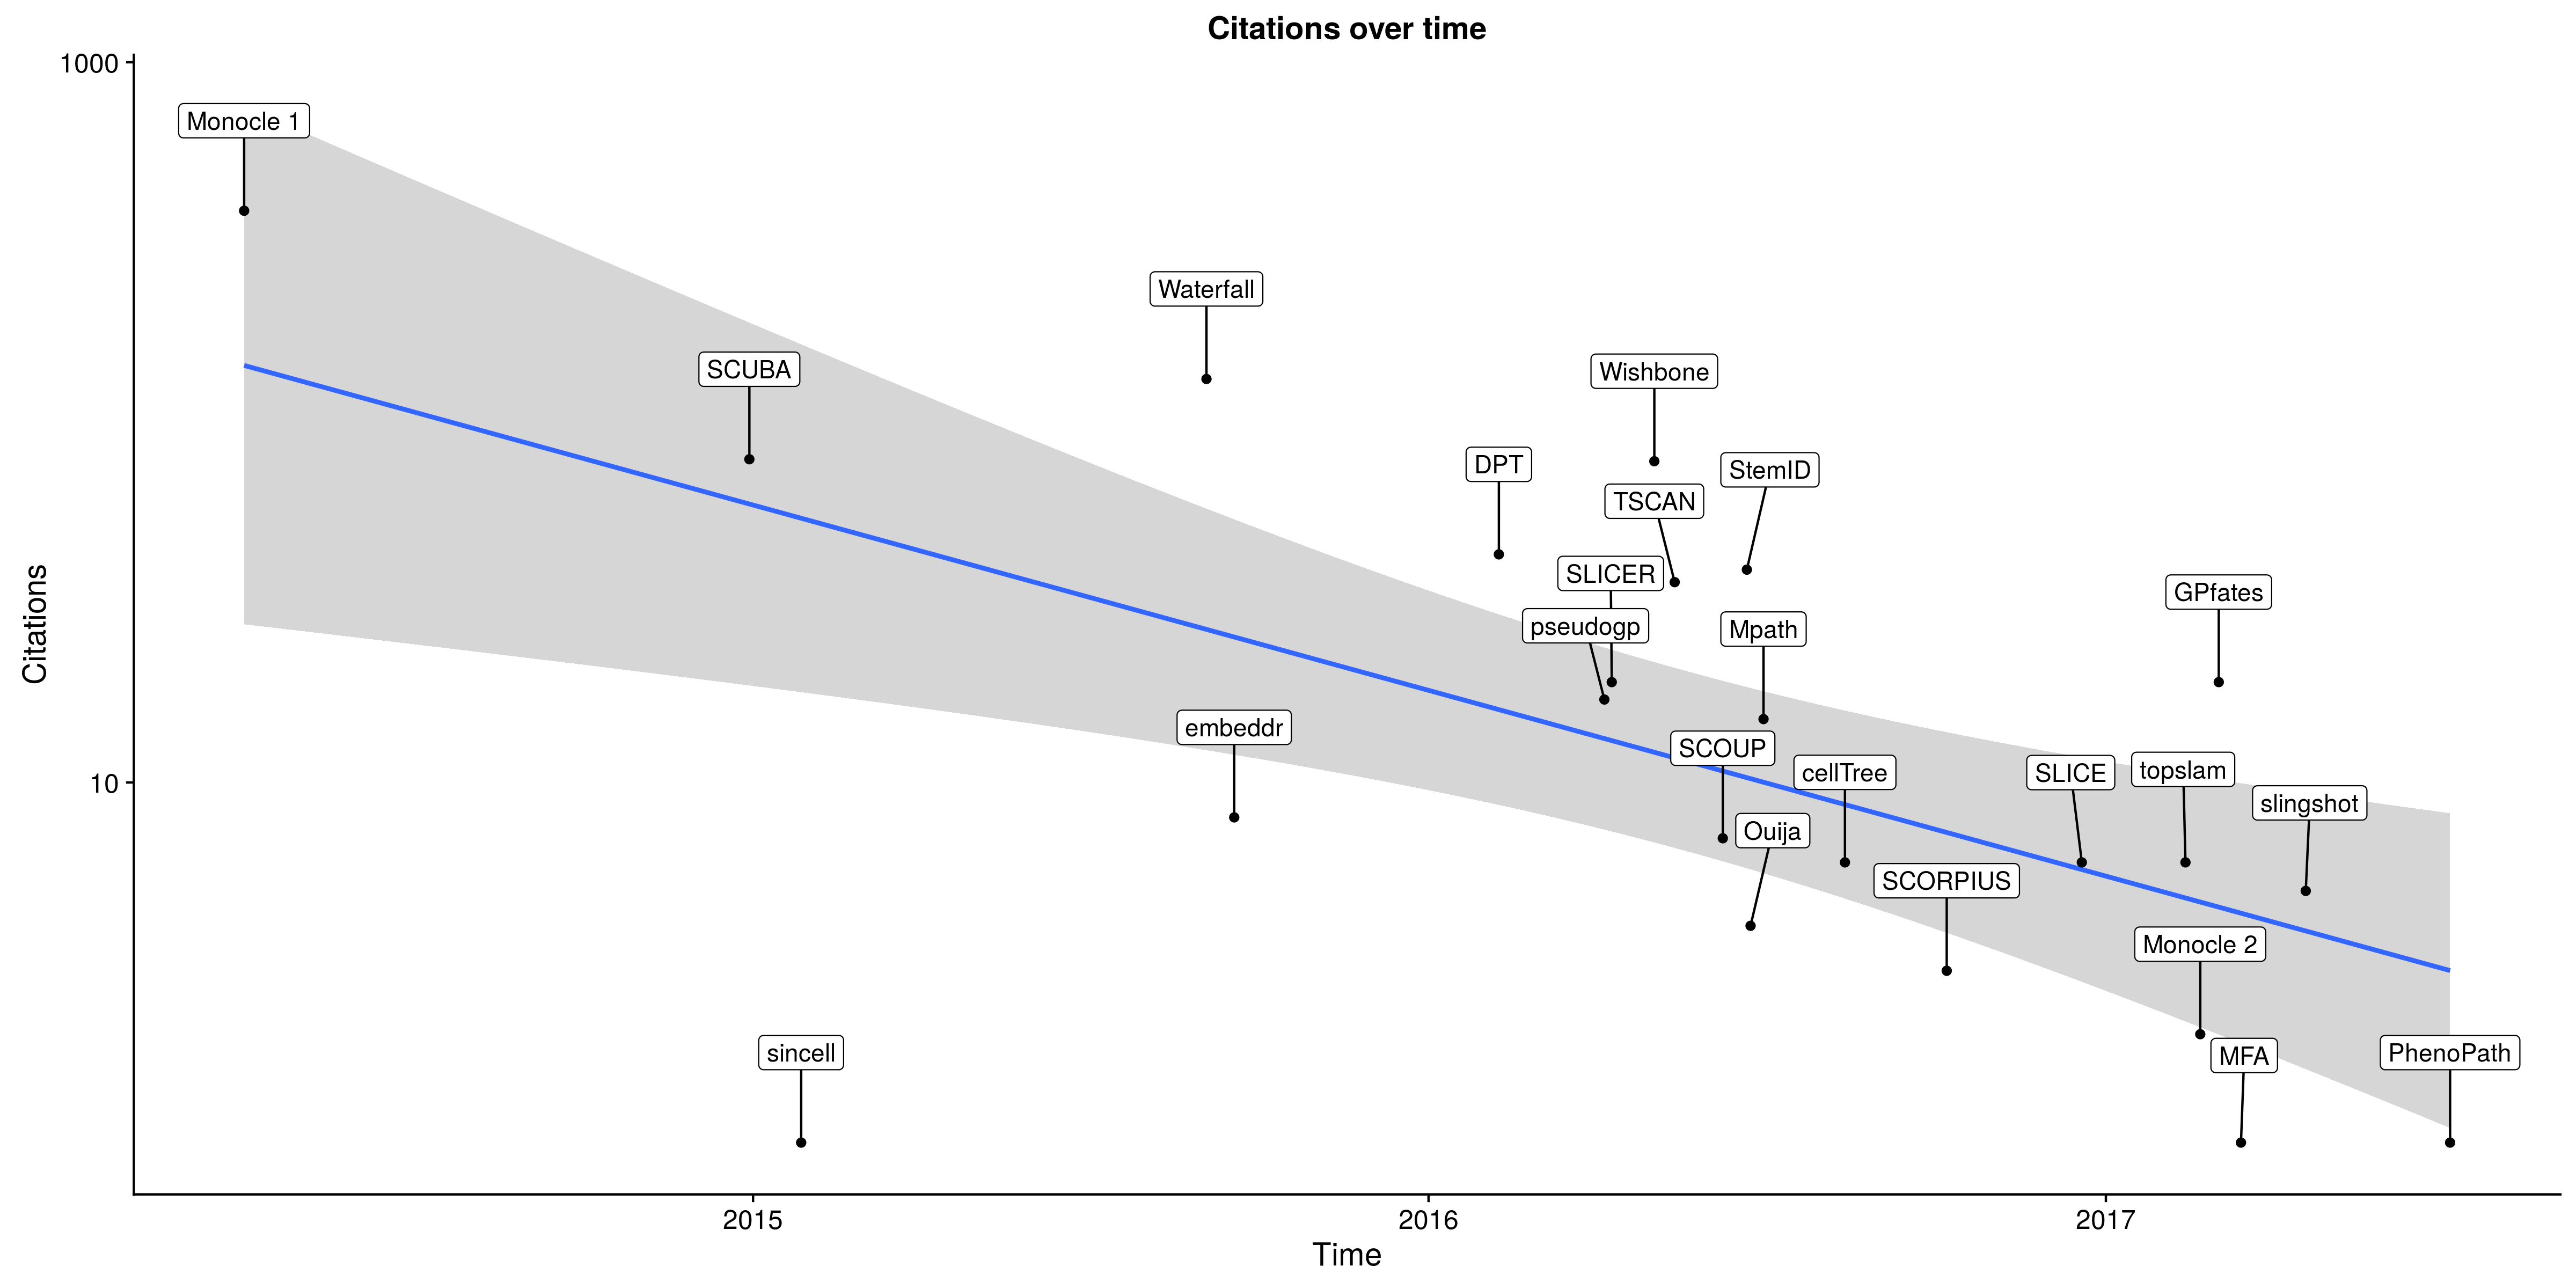 Citations over time
1000
Monocle 1
Waterfall
SCUBA
Wishbone
DPT
StemID
TSCAN
SLICER
GPfates
pseudogp
Mpath
Citations
embeddr
SCOUP
10
cellTree
SLICE
topslam
slingshot
Ouija
SCORPIUS
Monocle 2
sincell
MFA
PhenoPath
2015
2016
2017
Time